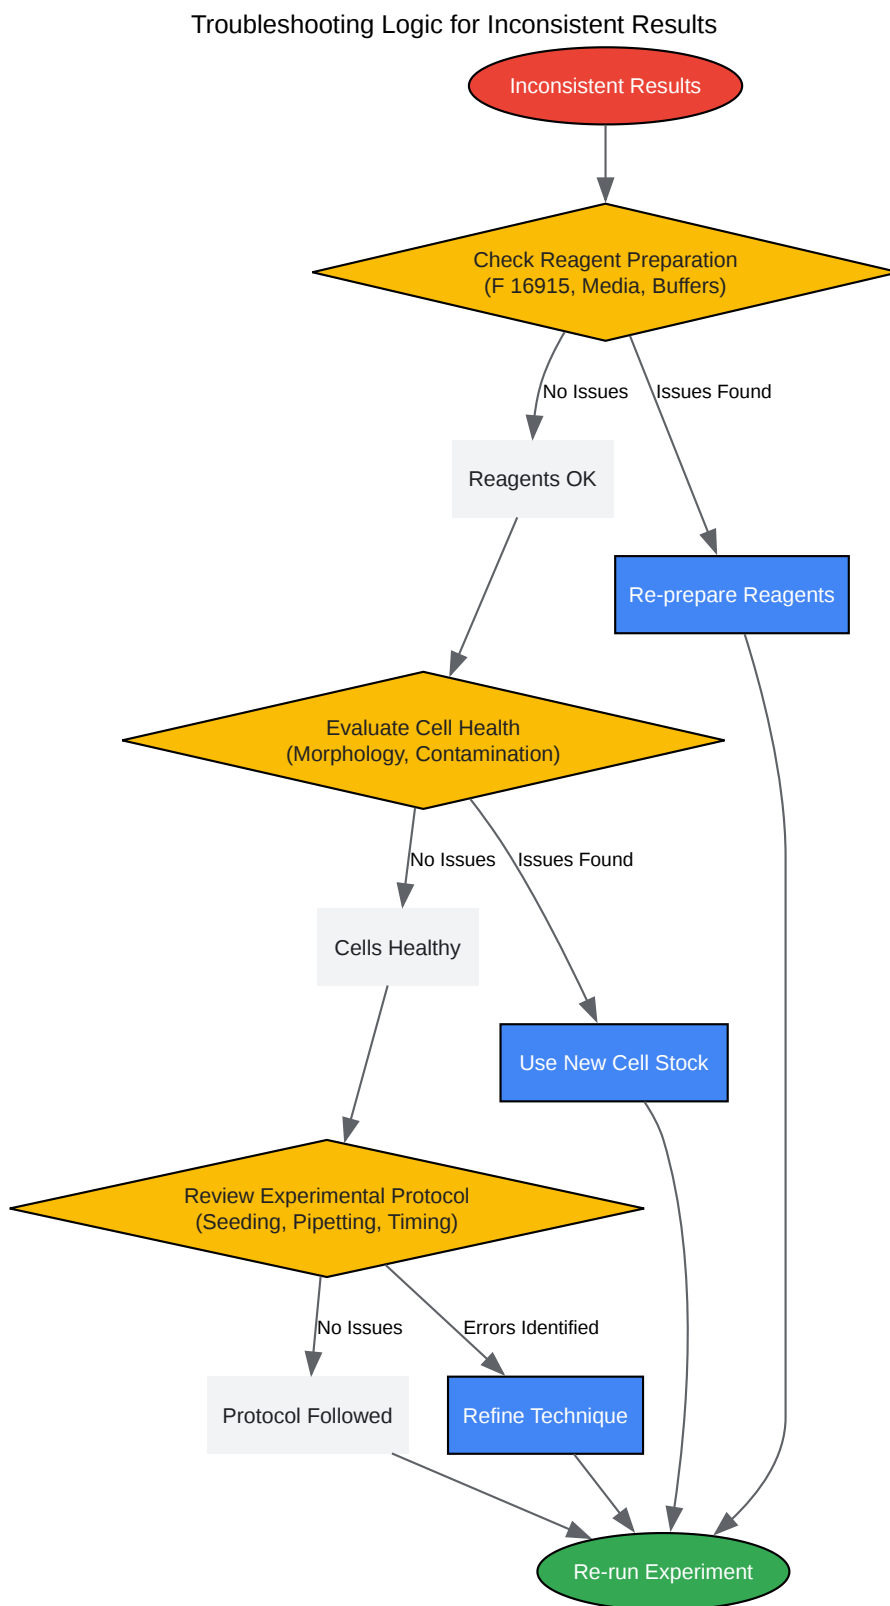 Troubleshooting Logic for Inconsistent Results
Inconsistent Results
Check Reagent Preparation
(F 16915, Media, Buffers)
No Issues
Issues Found
Reagents OK
Re-prepare Reagents
Evaluate Cell Health
(Morphology, Contamination)
No Issues
Issues Found
Cells Healthy
Use New Cell Stock
Review Experimental Protocol
(Seeding, Pipetting, Timing)
No Issues
Errors Identified
Protocol Followed
Refine Technique
Re-run Experiment